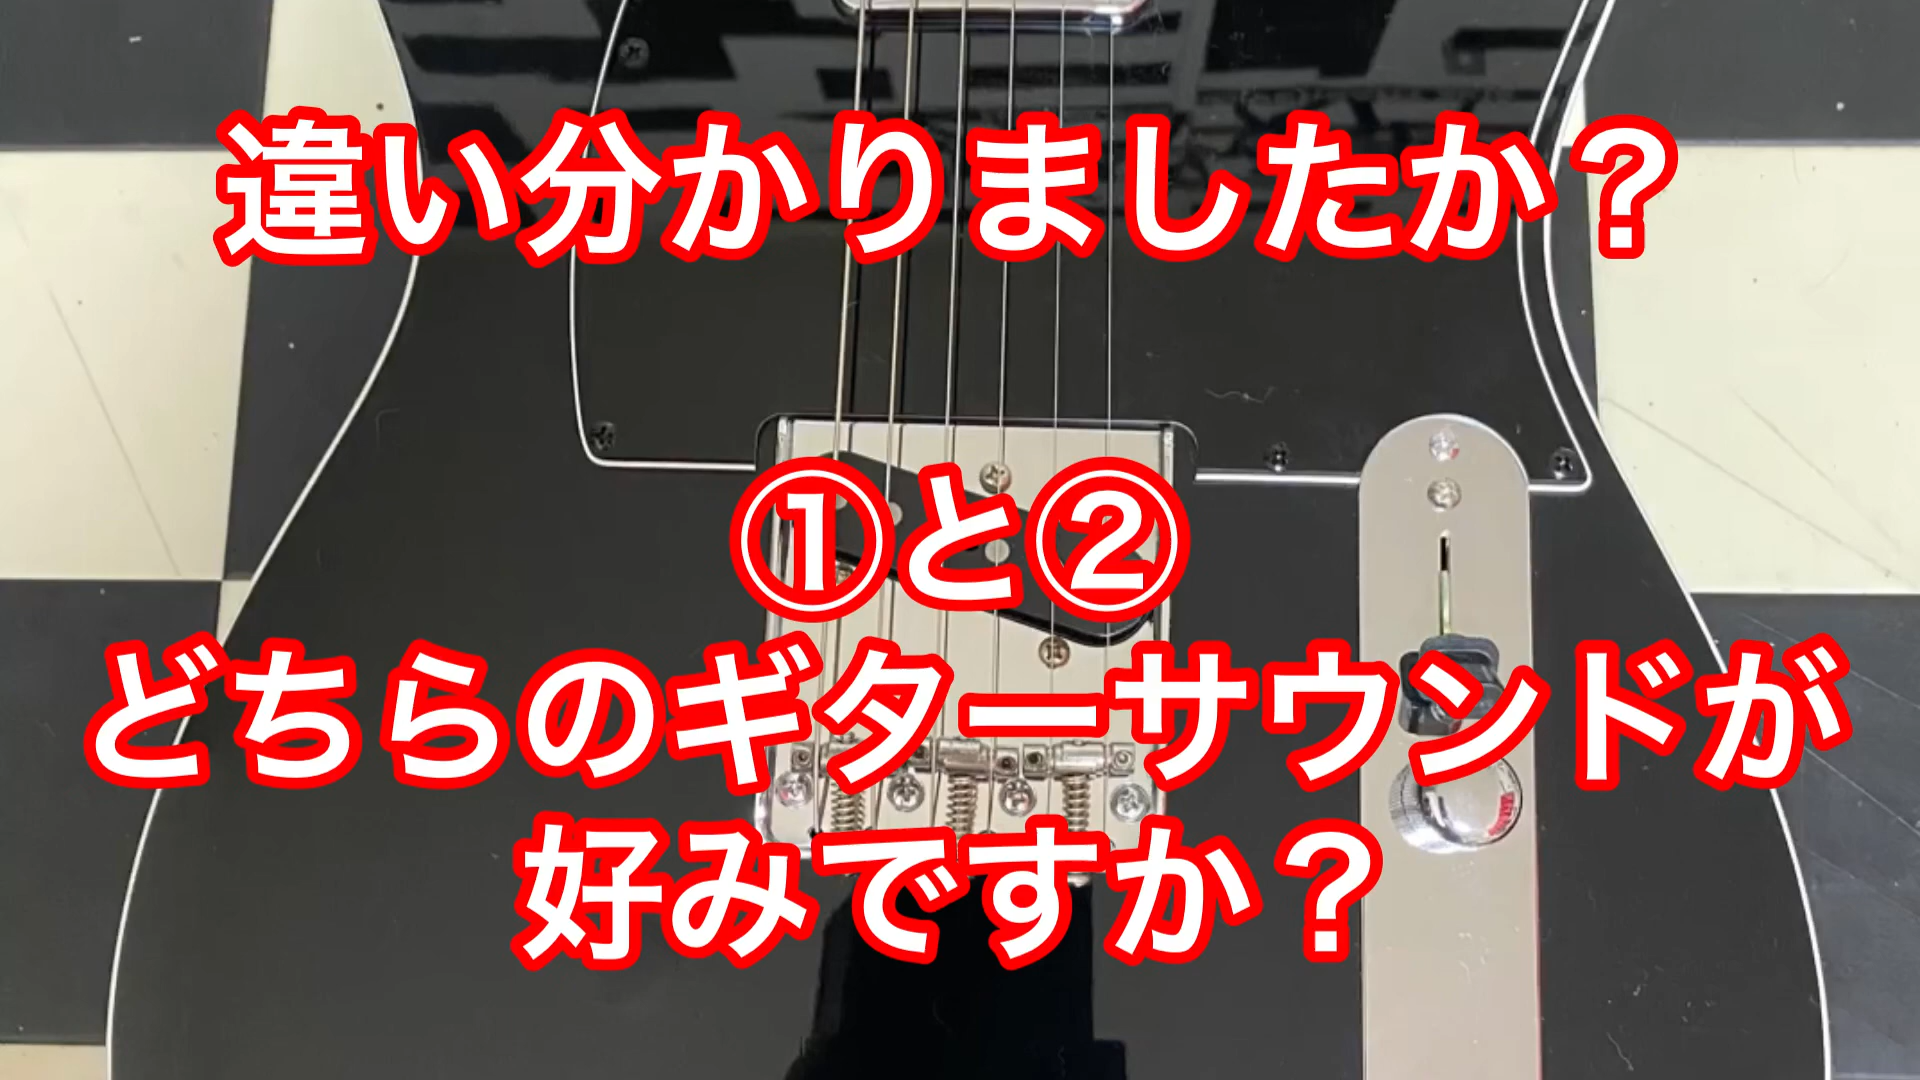 違い分かりましたか？
①と②
どちらのギターサウンドが
好みですか？